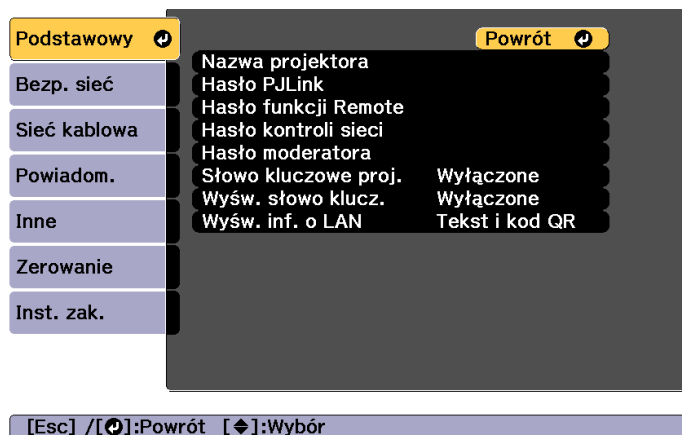 Podstawowy
Bezp. sieć
Sieć kablowa
Powiadom.
Inne
Zerowanie
Inst. zak.
Powrót
Nazwa projektora
Hasło PJLink
Hasło funkcji Remote
Hasło kontroli sieci
Hasło moderatora
Słowo kluczowe proj. Wyłączone
Wyśw. słowo klucz. Wyłączone
Wyśw. inf. o LAN Tekst i kod QR
[Esc] /[⏎]:Powrót [◆]:Wybór